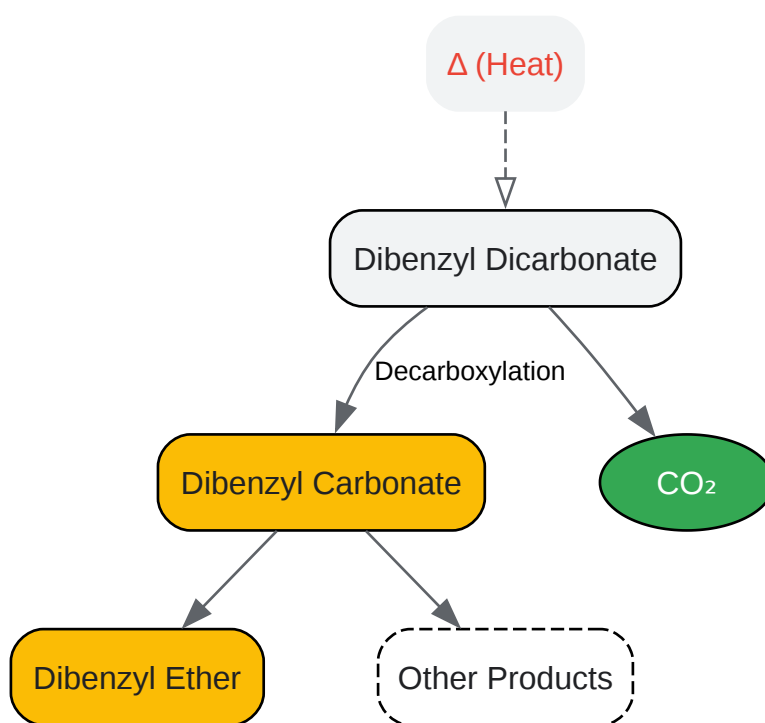 Δ (Heat)
Dibenzyl Dicarbonate
Decarboxylation
Dibenzyl Carbonate
CO₂
Dibenzyl Ether
Other Products